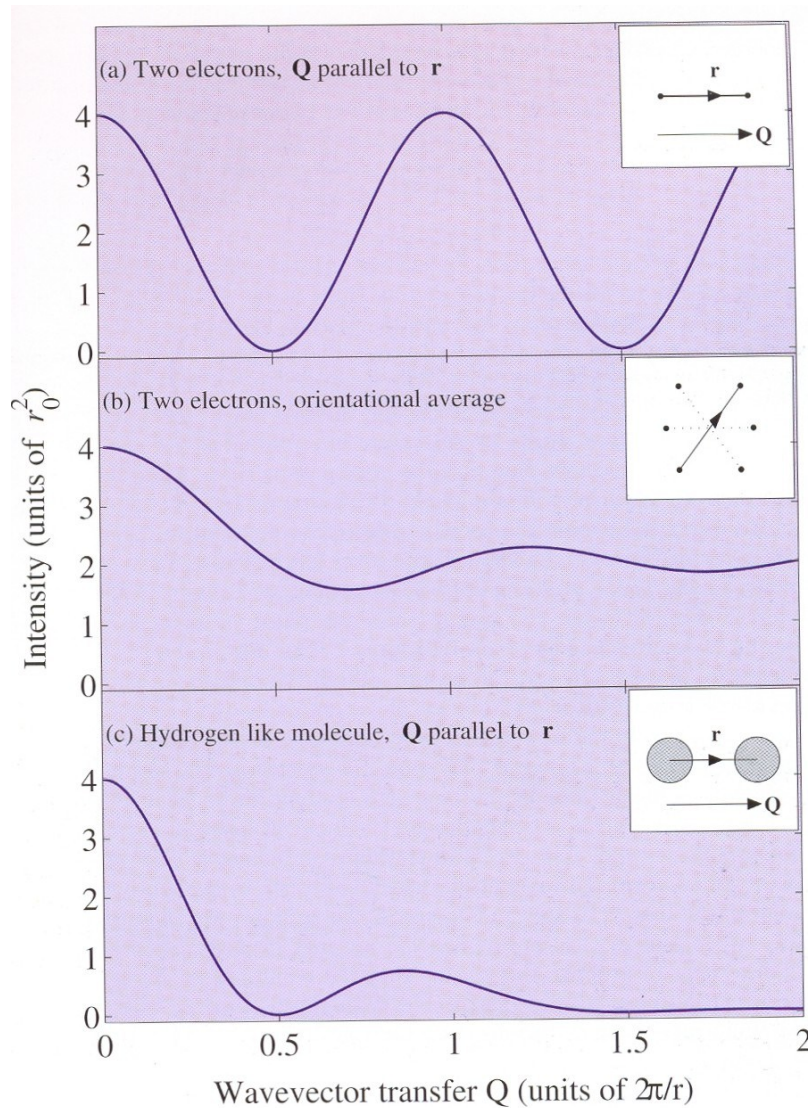 (a) Two electrons, Q parallel to r
r
Q
4
3
2
1
0
(b) Two electrons, orientational average
4
3
2
1
0
(c) Hydrogen like molecule, Q parallel to r
r
Q
4
3
2
1
0
Intensity (units of r₀²)
0 0.5 1 1.5 2
Wavevector transfer Q (units of 2π/r)